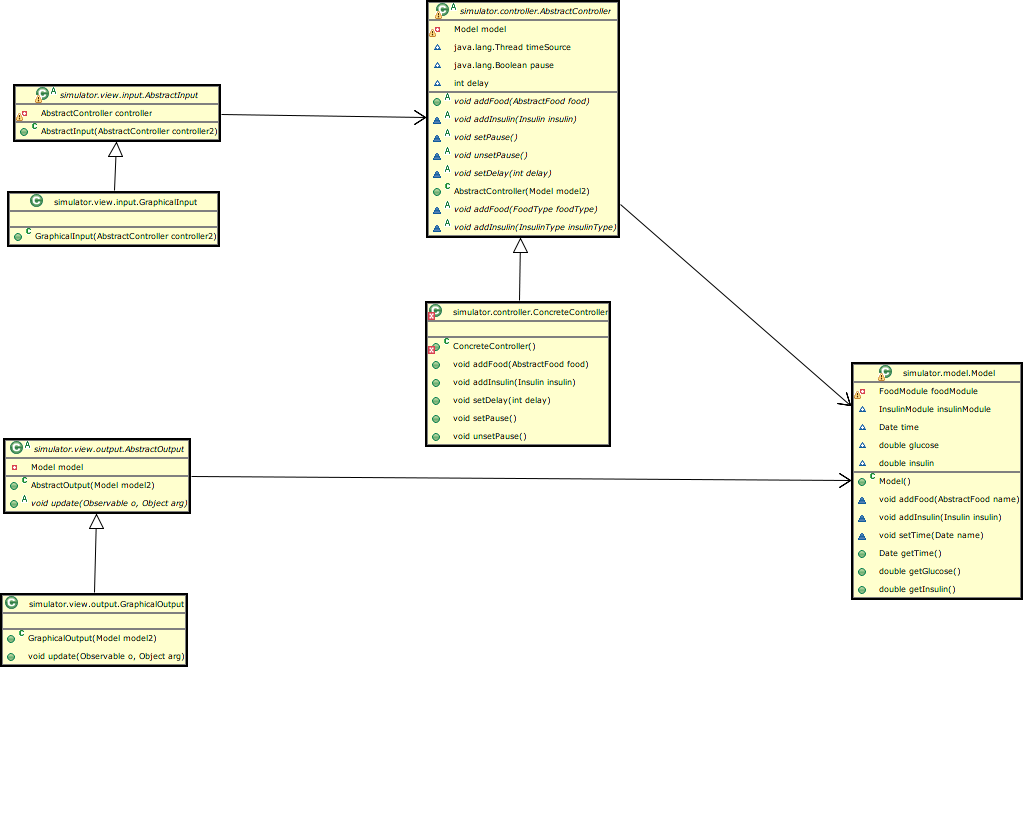 simulator.controller.AbstractController
Model model
java.lang.Thread timeSource
java.lang.Boolean pause
int delay
void addFood(AbstractFood food)
void addInsulin(Insulin insulin)
void setPause()
void unsetPause()
void setDelay(int delay)
AbstractController(Model model2)
void addFood(FoodType foodType)
void addInsulin(InsulinType insulinType)
simulator.view.input.AbstractInput
AbstractController controller
AbstractInput(AbstractController controller2)
simulator.view.input.GraphicalInput
GraphicalInput(AbstractController controller2)
simulator.controller.ConcreteController
ConcreteController()
void addFood(AbstractFood food)
void addInsulin(Insulin insulin)
void setDelay(int delay)
void setPause()
void unsetPause()
simulator.model.Model
FoodModule foodModule
InsulinModule insulinModule
Date time
double glucose
double insulin
Model()
void addFood(AbstractFood name)
void addInsulin(Insulin insulin)
void setTime(Date name)
Date getTime()
double getGlucose()
double getInsulin()
simulator.view.output.AbstractOutput
Model model
AbstractOutput(Model model2)
void update(Observable o, Object arg)
simulator.view.output.GraphicalOutput
GraphicalOutput(Model model2)
void update(Observable o, Object arg)